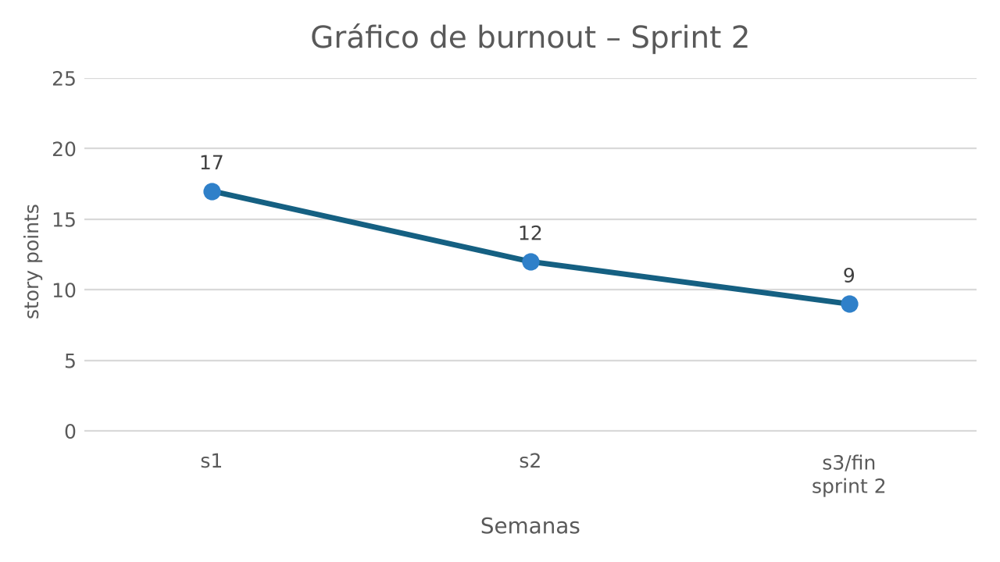 Gráfico de burnout – Sprint 2
25
20
15
10
5
0
story points
17
12
9
s1
s2
s3/fin
sprint 2
Semanas